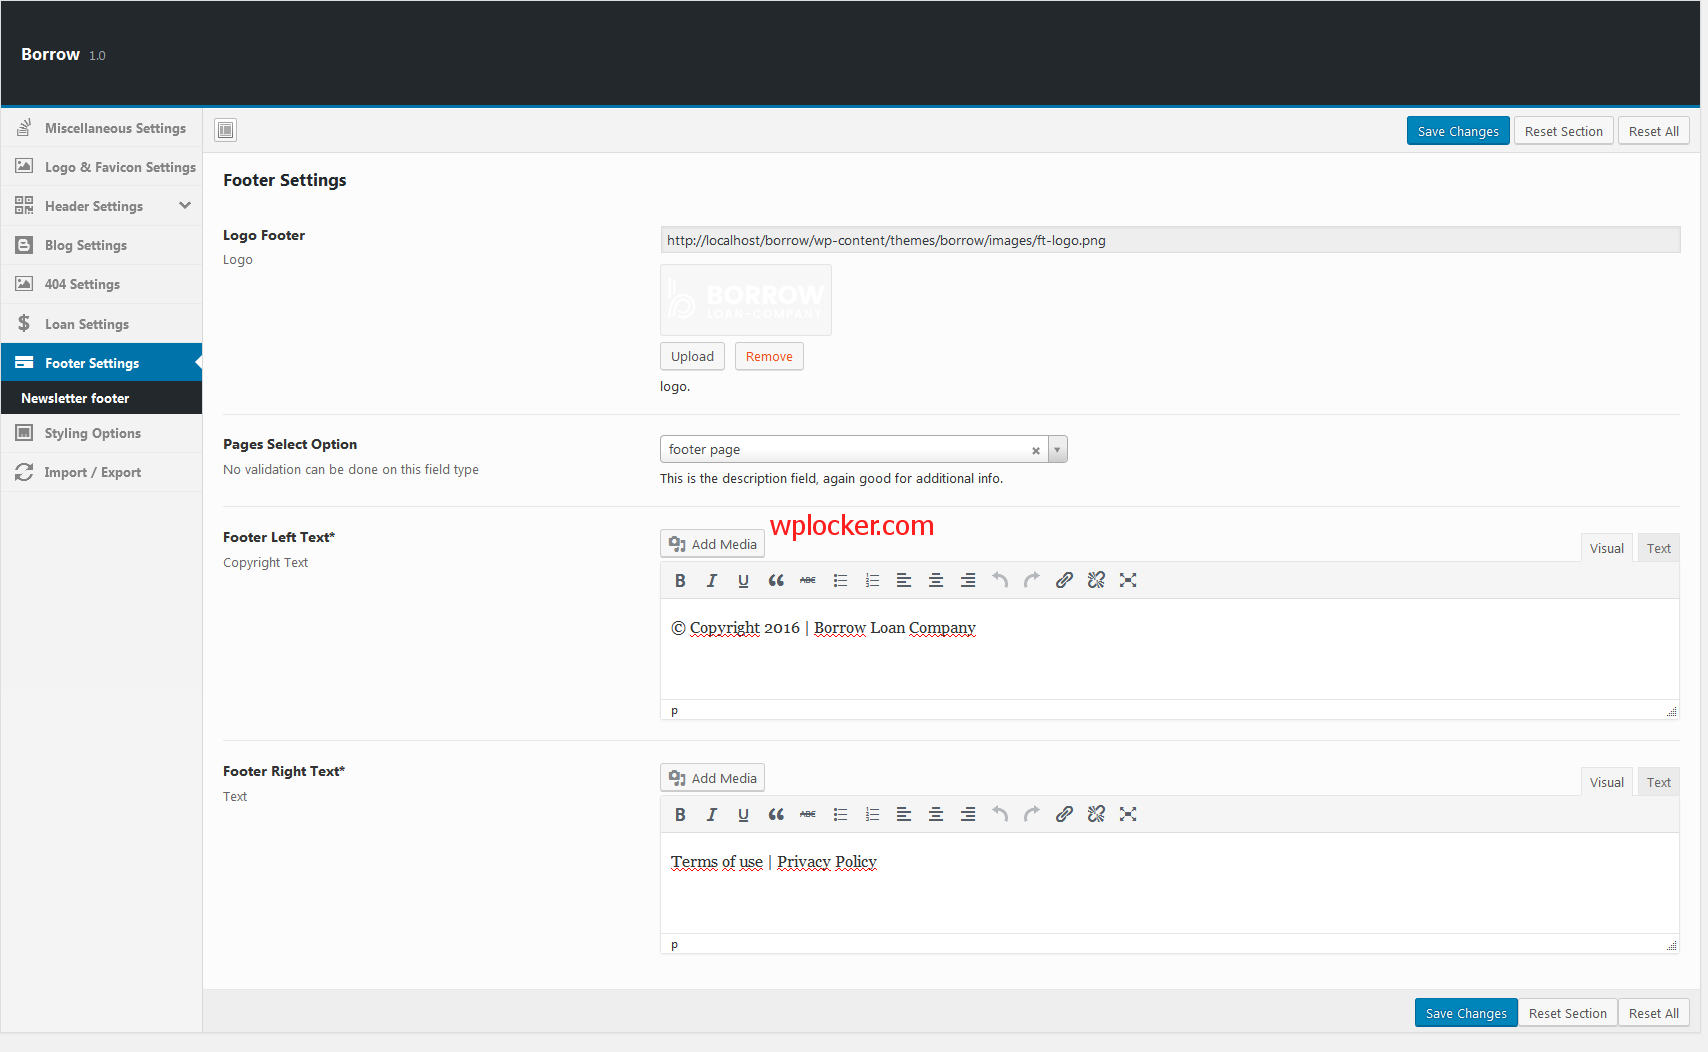 Borrow 1.0
Miscellaneous Settings
Logo & Favicon Settings
Header Settings
Blog Settings
404 Settings
Loan Settings
Footer Settings
Newsletter footer
Styling Options
Import / Export
Save Changes Reset Section Reset All
Footer Settings
Logo Footer
Logo
http://localhost/borrow/wp-content/themes/borrow/images/ft-logo.png
BORROW
LOAN-COMPANY
Upload Remove
logo.
Pages Select Option
No validation can be done on this field type
footer page
This is the description field, again good for additional info.
wplocker.com
Footer Left Text*
Copyright Text
Add Media
Visual Text
B I U ABC
© Copyright 2016 | Borrow Loan Company
p
Footer Right Text*
Text
Add Media
Visual Text
B I U ABC
Terms of use | Privacy Policy
p
Save Changes Reset Section Reset All